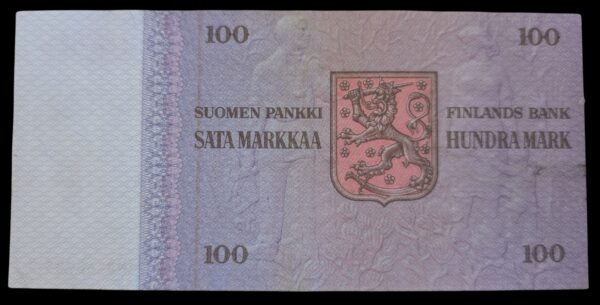 100 100
SUOMEN PANKKI FINLANDS BANK
SATA MARKKAA HUNDRA MARK
100 100